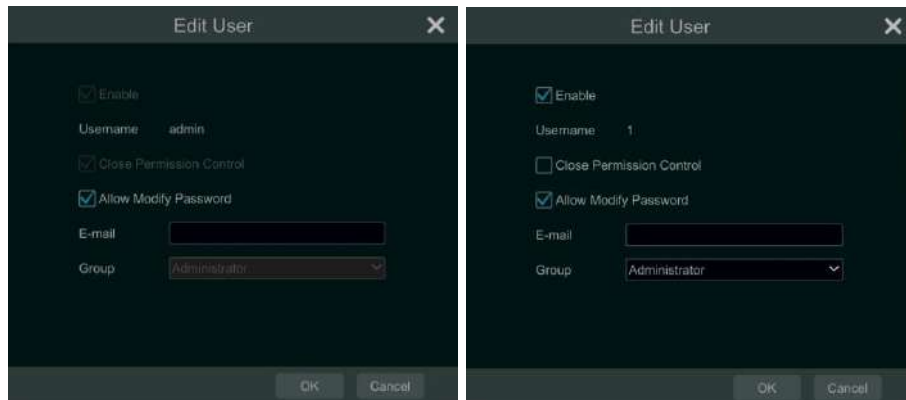 Edit User
Enable
Username admin
Close Permission Control
Allow Modify Password
E-mail
Group Administrator
OK Cancel
Edit User
Enable
Username 1
Close Permission Control
Allow Modify Password
E-mail
Group Administrator
OK Cancel